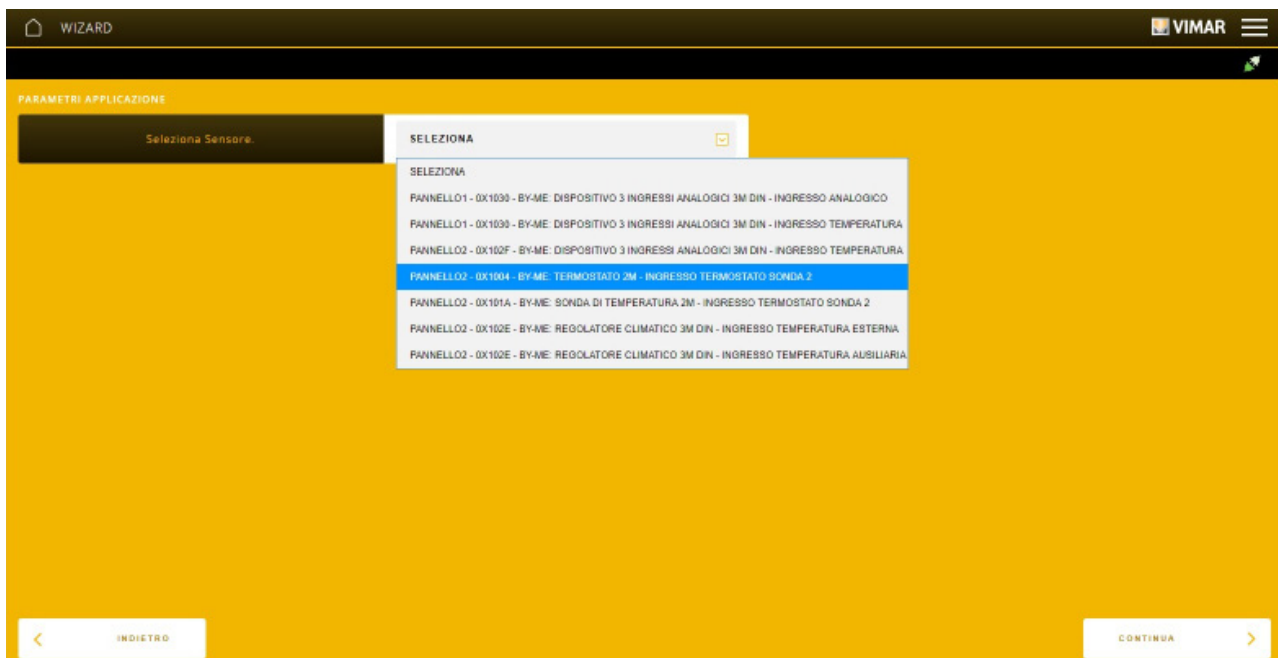 WIZARD
VIMAR
PARAMETRI APPLICAZIONE
Seleziona Sensore.
SELEZIONA
SELEZIONA
PANNELLO1 - 0X1030 - BY-ME: DISPOSITIVO 3 INGRESSI ANALOGICI 3M DIN - INGRESSO ANALOGICO
PANNELLO1 - 0X1030 - BY-ME: DISPOSITIVO 3 INGRESSI ANALOGICI 3M DIN - INGRESSO TEMPERATURA
PANNELLO2 - 0X102F - BY-ME: DISPOSITIVO 3 INGRESSI ANALOGICI 3M DIN - INGRESSO TEMPERATURA
PANNELLO2 - 0X1004 - BY-ME: TERMOSTATO 2M - INGRESSO TERMOSTATO SONDA 2
PANNELLO2 - 0X101A - BY-ME: SONDA DI TEMPERATURA 2M - INGRESSO TERMOSTATO SONDA 2
PANNELLO2 - 0X102E - BY-ME: REGOLATORE CLIMATICO 3M DIN - INGRESSO TEMPERATURA ESTERNA
PANNELLO2 - 0X102E - BY-ME: REGOLATORE CLIMATICO 3M DIN - INGRESSO TEMPERATURA AUSILIARIA
INDIETRO
CONTINUA